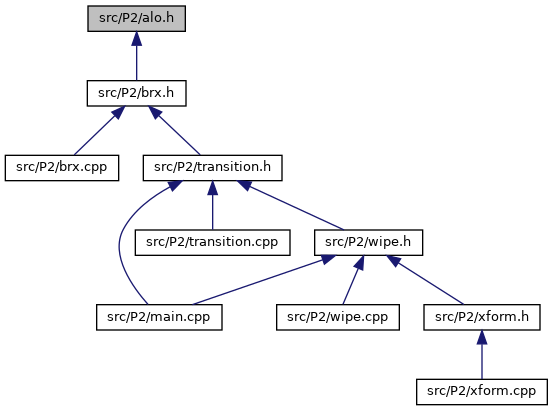 src/P2/alo.h
src/P2/brx.h
src/P2/brx.cpp
src/P2/transition.h
src/P2/transition.cpp
src/P2/wipe.h
src/P2/main.cpp
src/P2/wipe.cpp
src/P2/xform.h
src/P2/xform.cpp